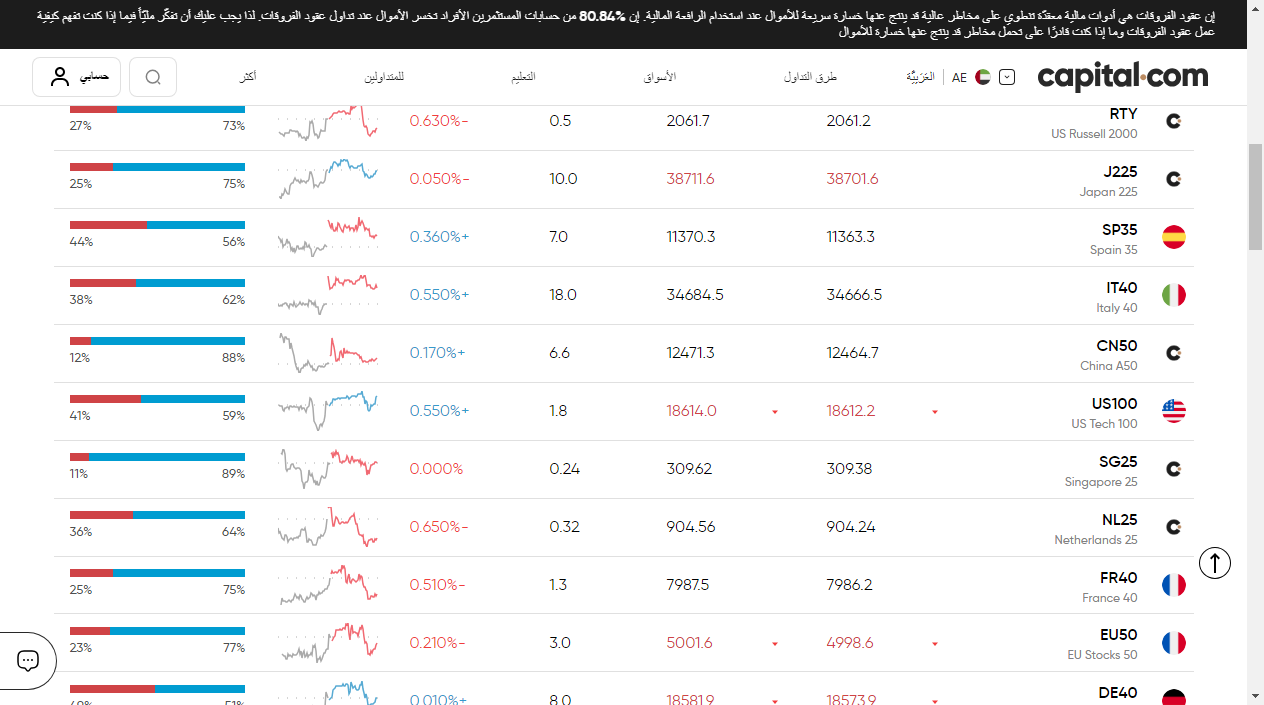 إن عقود الفروقات هي أدوات مالية معقدّة تنطوي على مخاطر عالية قد ينتج عنها خسارة سريعة للأموال عند استخدام الرافعة المالية. إن 80.84% من حسابات المستثمرين الأفراد تخسر الأموال عند تداول عقود الفروقات. لذا يجب عليك أن تفكّر مليّاً فيما إذا كنت تفهم كيفية
عمل عقود الفروقات وما إذا كنت قادرًا على تحمل مخاطر قد ينتج عنها خسارة للأموال
capital.com AE العَرَبِيَّة طرق التداول الأسواق التعليم للمتداولين أكثر حسابي
RTY 2061.2 2061.7 0.5 0.630%- 73% 27%
US Russell 2000
J225 38701.6 38711.6 10.0 0.050%- 75% 25%
Japan 225
SP35 11363.3 11370.3 7.0 0.360%+ 56% 44%
Spain 35
IT40 34666.5 34684.5 18.0 0.550%+ 62% 38%
Italy 40
CN50 12464.7 12471.3 6.6 0.170%+ 88% 12%
China A50
US100 18612.2 18614.0 1.8 0.550%+ 59% 41%
US Tech 100
SG25 309.38 309.62 0.24 0.000% 89% 11%
Singapore 25
NL25 904.24 904.56 0.32 0.650%- 64% 36%
Netherlands 25
FR40 7986.2 7987.5 1.3 0.510%- 75% 25%
France 40
EU50 4998.6 5001.6 3.0 0.210%- 77% 23%
EU Stocks 50
DE40 18573.9 18581.9 8.0 0.010%+ 51% 49%